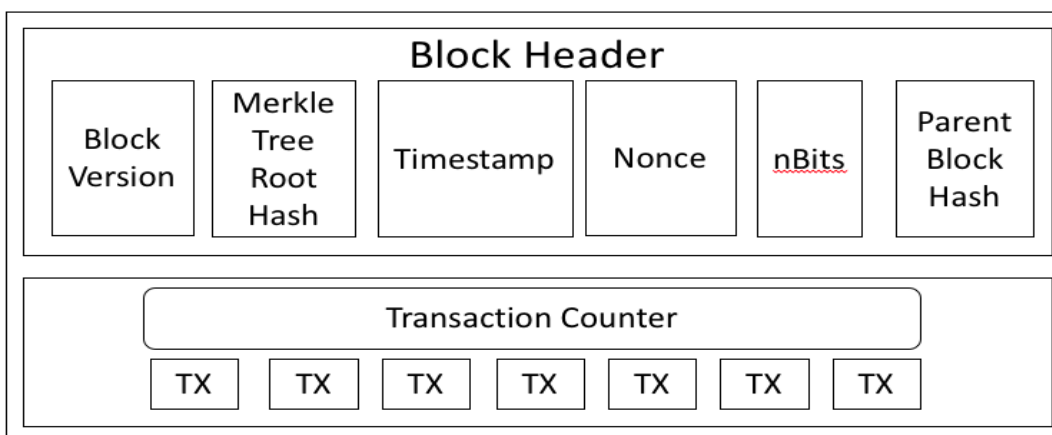 Block Header
Block
Version
Merkle
Tree
Root
Hash
Timestamp
Nonce
nBits
Parent
Block
Hash
Transaction Counter
TX TX TX TX TX TX TX